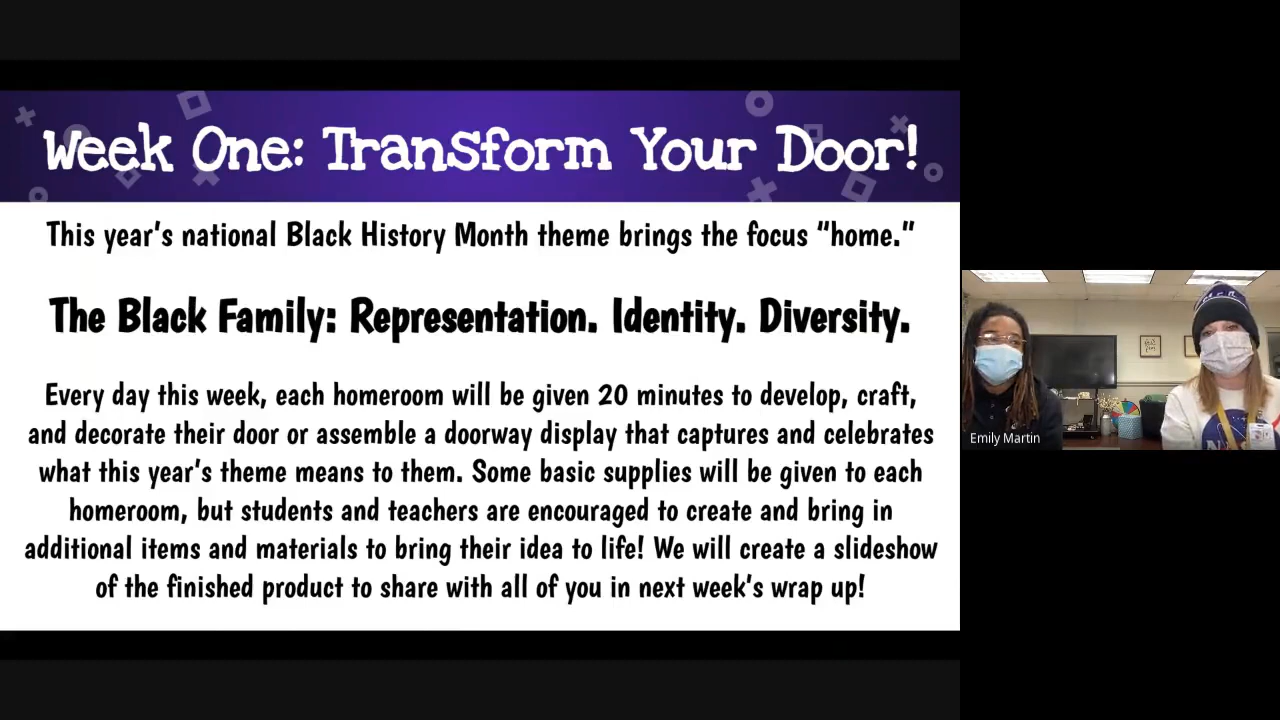 Week One: Transform Your Door!
This year's national Black History Month theme brings the focus "home."
The Black Family: Representation. Identity. Diversity.
Every day this week, each homeroom will be given 20 minutes to develop, craft,
and decorate their door or assemble a doorway display that captures and celebrates
what this year's theme means to them. Some basic supplies will be given to each
homeroom, but students and teachers are encouraged to create and bring in
additional items and materials to bring their idea to life! We will create a slideshow
of the finished product to share with all of you in next week's wrap up!
Emily Martin